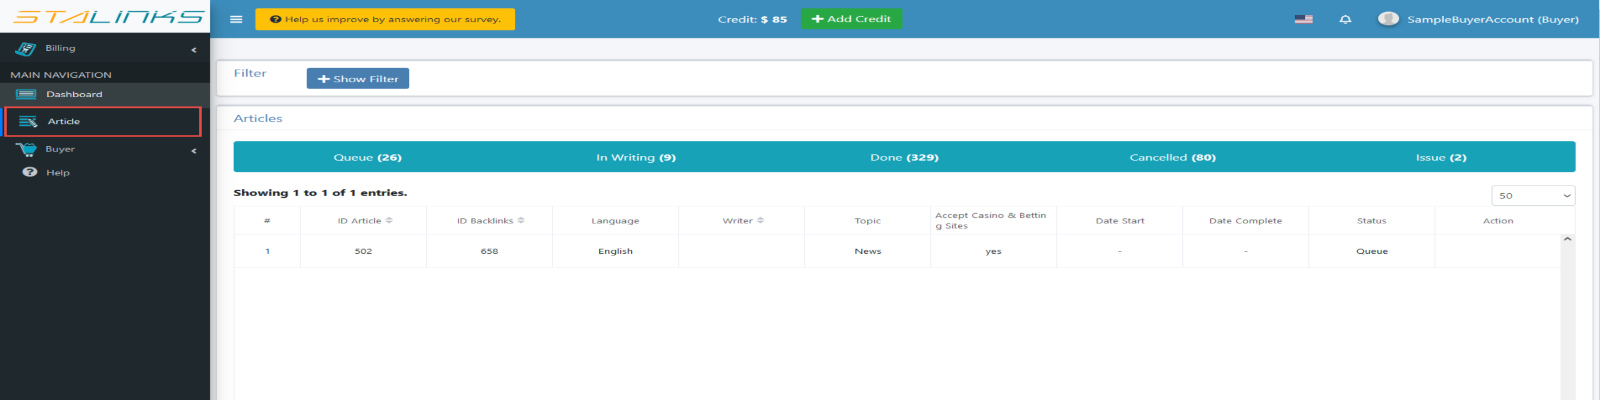 STALINKS
Help us improve by answering our survey.
Credit: $ 85
Add Credit
SampleBuyerAccount (Buyer)
Billing
MAIN NAVIGATION
Dashboard
Article
Buyer
Help
Filter
Show Filter
Articles
Queue (26) In Writing (9) Done (329) Cancelled (80) Issue (2)
Showing 1 to 1 of 1 entries.
50
# ID Article ID Backlinks Language Writer Topic Accept Casino & Bettin
g Sites Date Start Date Complete Status Action
1 502 658 English News yes - - Queue